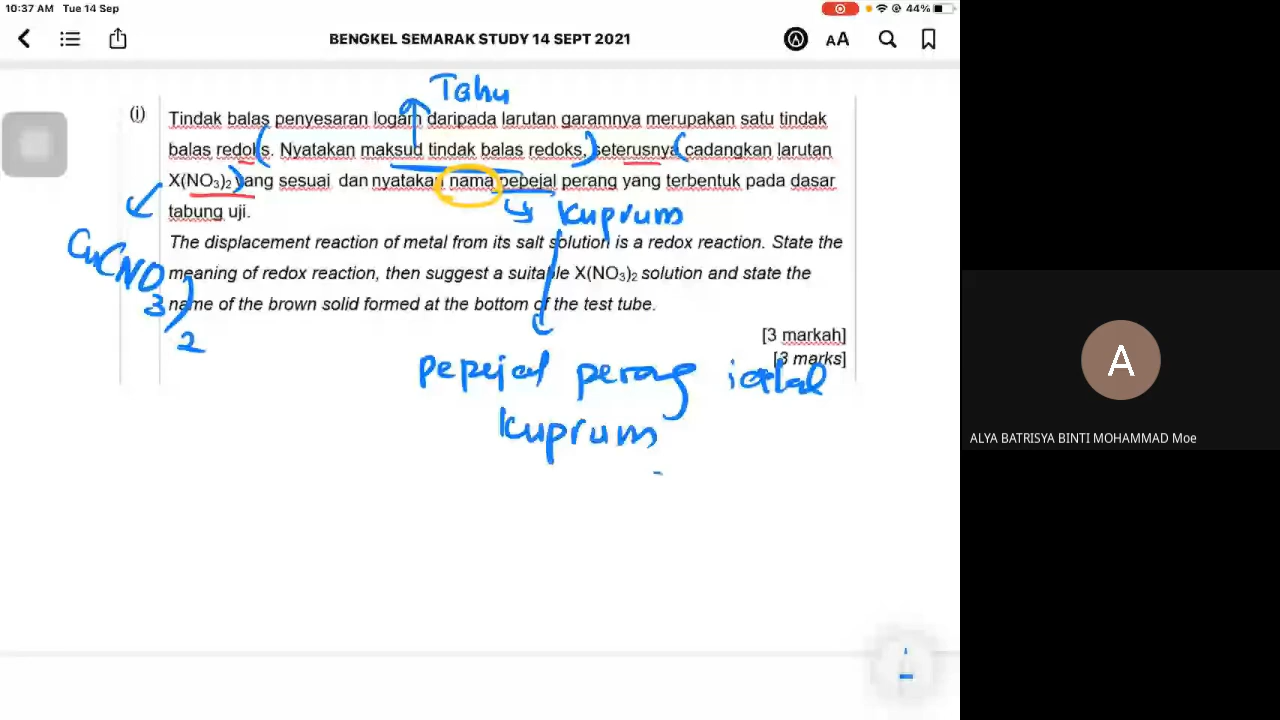 10:37 AM Tue 14 Sep
44%
BENGKEL SEMARAK STUDY 14 SEPT 2021
AA
Tahu
(i) Tindak balas penyesaran logam daripada larutan garamnya merupakan satu tindak
balas redoks. Nyatakan maksud tindak balas redoks, seterusnya cadangkan larutan
X(NO₃)₂ yang sesuai dan nyatakan nama pepejal perang yang terbentuk pada dasar
tabung uji.
kuprum
Cu(NO3)2
The displacement reaction of metal from its salt solution is a redox reaction. State the
meaning of redox reaction, then suggest a suitable X(NO₃)₂ solution and state the
name of the brown solid formed at the bottom of the test tube.
[3 markah]
[3 marks]
pepejal perang ialah
kuprum
A
ALYA BATRISYA BINTI MOHAMMAD Moe